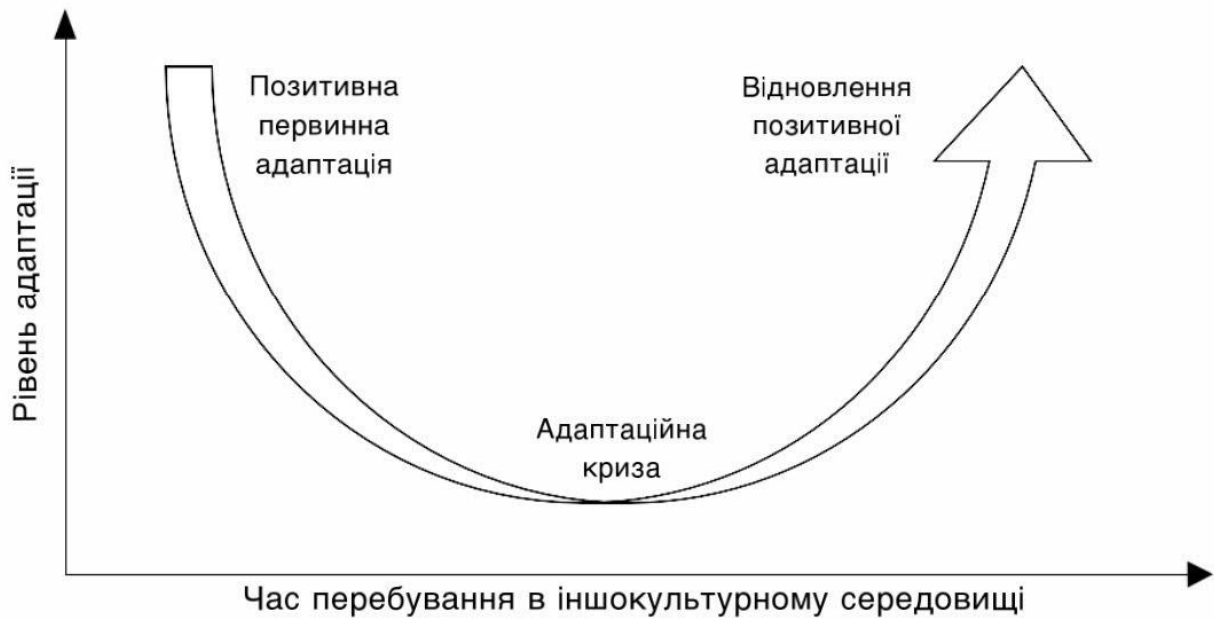 Позитивна
первинна
адаптація
Відновлення
позитивної
адаптації
Рівень адаптації
Адаптаційна
криза
Час перебування в іншокультурному середовищі